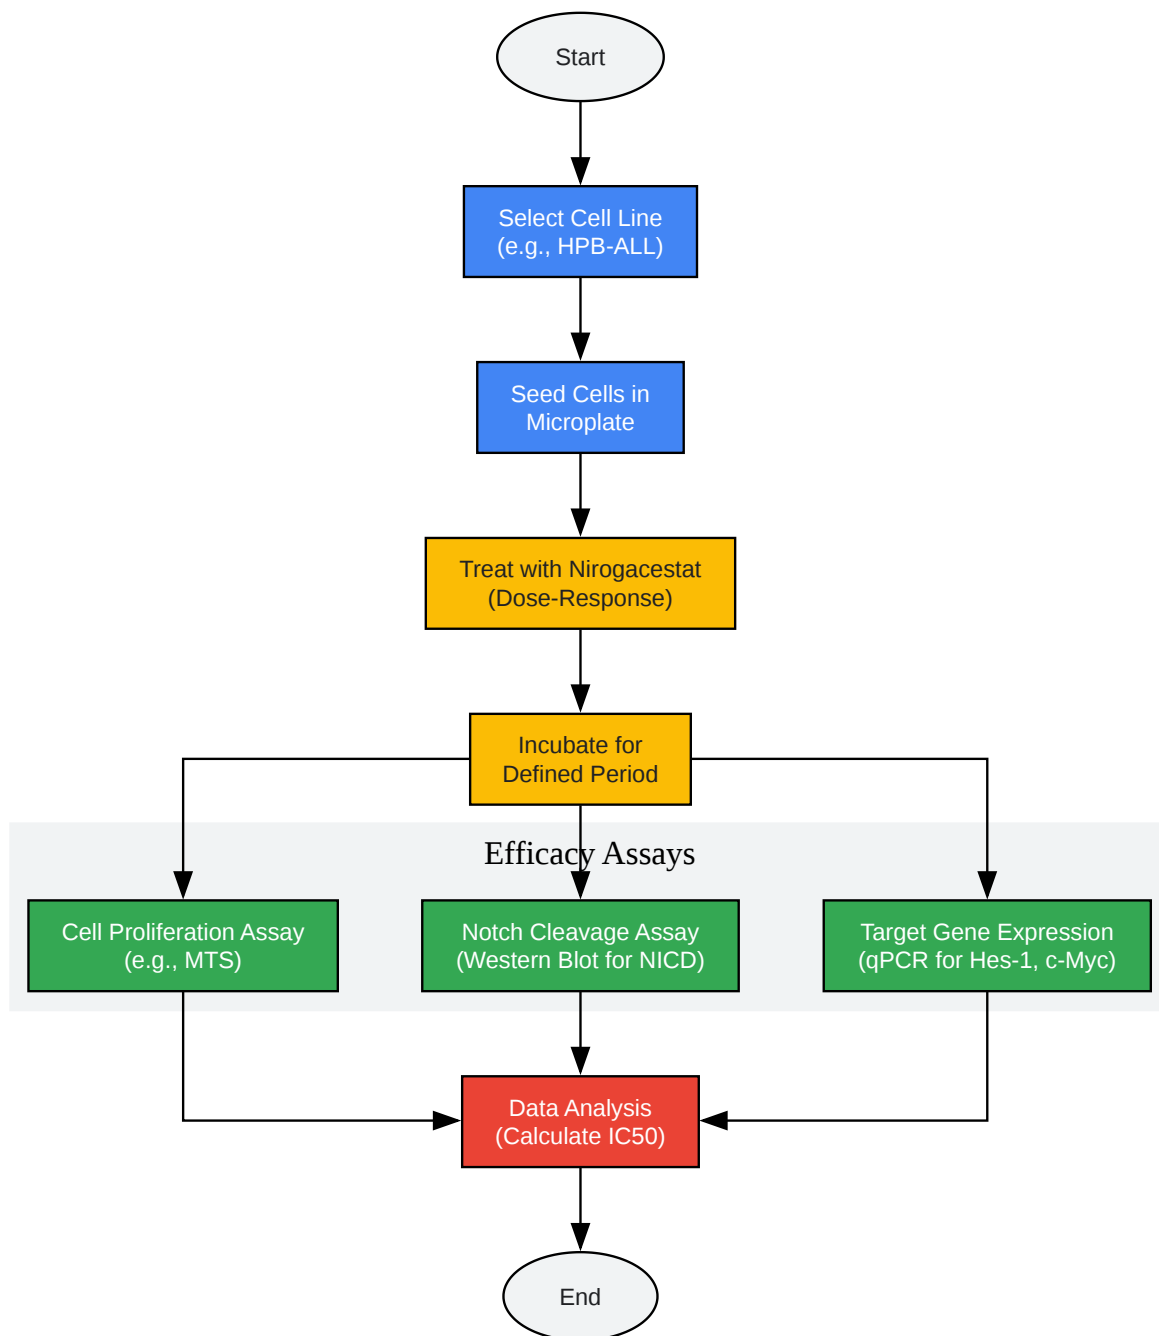 Start
Select Cell Line
(e.g., HPB-ALL)
Seed Cells in
Microplate
Treat with Nirogacestat
(Dose-Response)
Incubate for
Defined Period
Efficacy Assays
Cell Proliferation Assay
(e.g., MTS)
Notch Cleavage Assay
(Western Blot for NICD)
Target Gene Expression
(qPCR for Hes-1, c-Myc)
Data Analysis
(Calculate IC50)
End